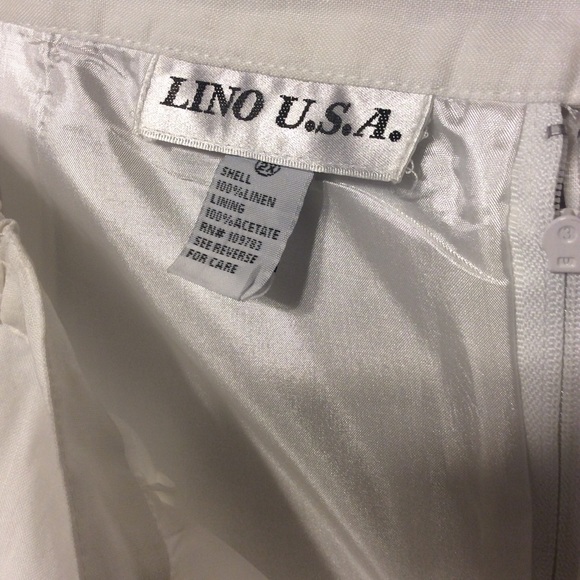 LINO U.S.A.
2X
SHELL
100%LINEN
LINING
100%ACETATE
RN# 109783
SEE REVERSE
FOR CARE